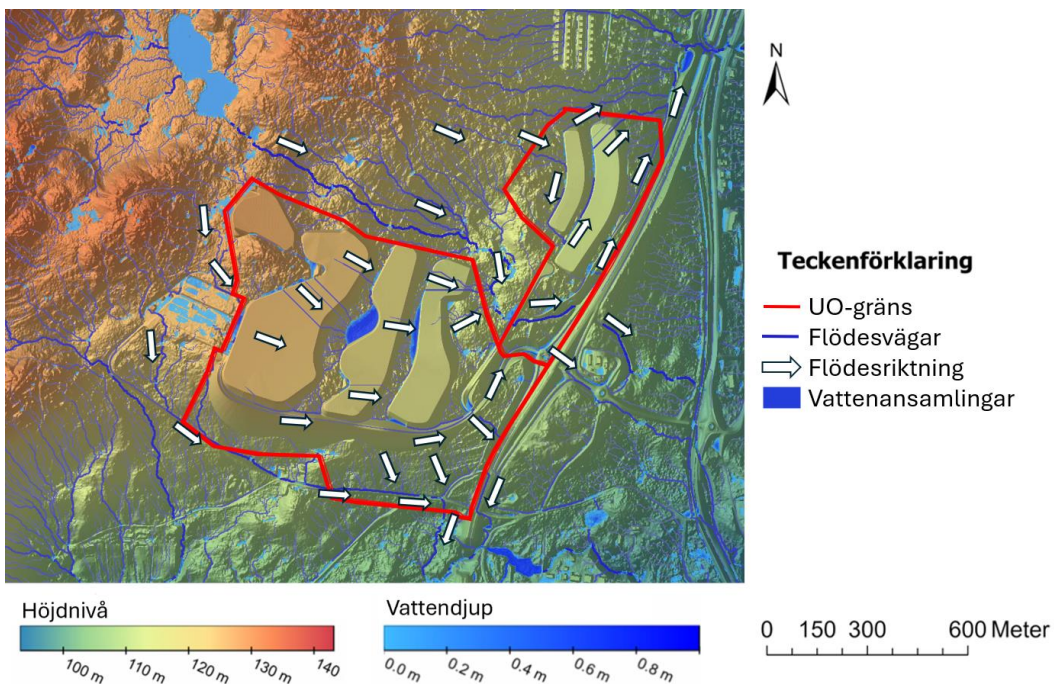 N
Teckenförklaring
UO-gräns
Flödesvägar
Flödesriktning
Vattenansamlingar
Höjdnivå
100 m 110 m 120 m 130 m 140
Vattendjup
0.0 m 0.2 m 0.4 m 0.6 m 0.8 m
0 150 300 600 Meter